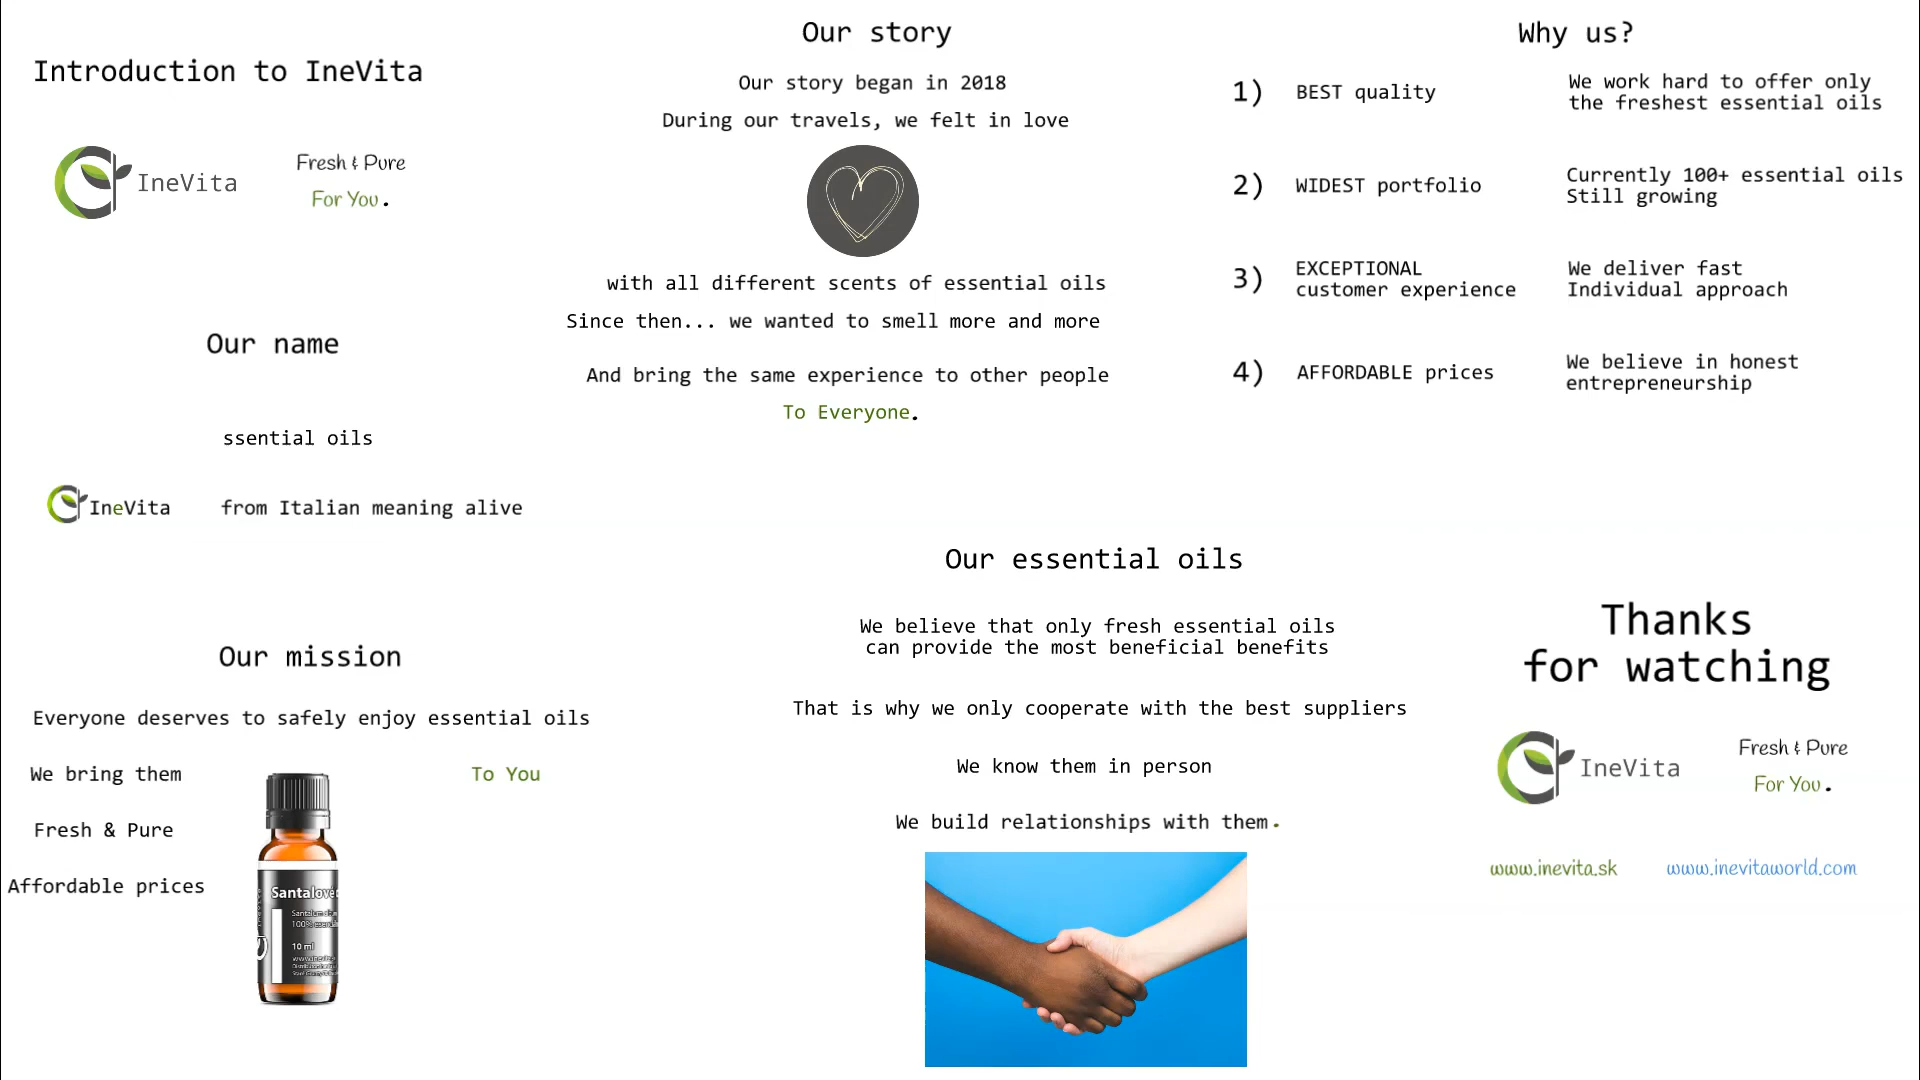 Introduction to IneVita
IneVita
Fresh & Pure
For You.
Our name
ssential oils
IneVita
from Italian meaning alive
Our mission
Everyone deserves to safely enjoy essential oils
We bring them
To You
Fresh & Pure
Affordable prices
10 ml
Our story
Our story began in 2018
During our travels, we felt in love
with all different scents of essential oils
Since then... we wanted to smell more and more
And bring the same experience to other people
To Everyone.
Why us?
1) BEST quality
We work hard to offer only
the freshest essential oils
2) WIDEST portfolio
Currently 100+ essential oils
Still growing
3) EXCEPTIONAL
customer experience
We deliver fast
Individual approach
4) AFFORDABLE prices
We believe in honest
entrepreneurship
Our essential oils
We believe that only fresh essential oils
can provide the most beneficial benefits
That is why we only cooperate with the best suppliers
We know them in person
We build relationships with them.
Thanks
for watching
IneVita
Fresh & Pure
For You.
www.inevita.sk
www.inevitaworld.com